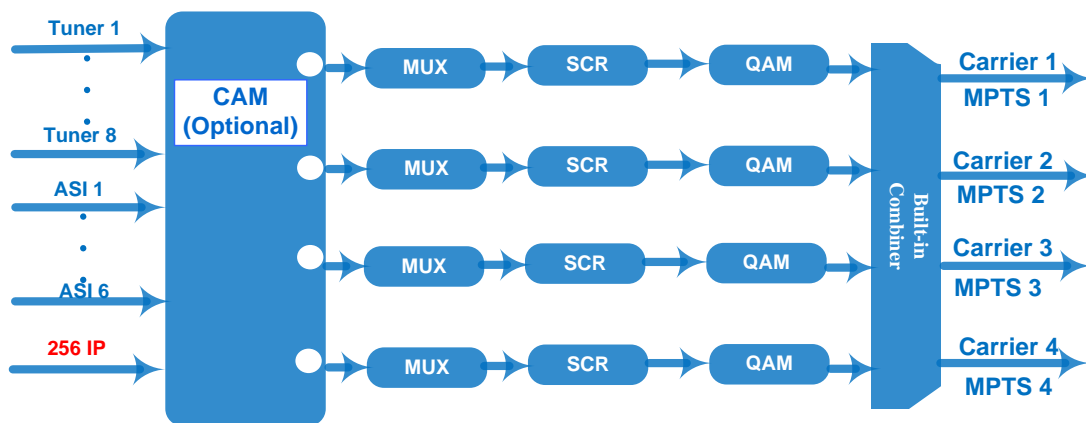 Tuner 1
Tuner 8
ASI 1
ASI 6
256 IP
CAM
(Optional)
MUX
SCR
QAM
MUX
SCR
QAM
MUX
SCR
QAM
MUX
SCR
QAM
Built-in
Combiner
Carrier 1
MPTS 1
Carrier 2
MPTS 2
Carrier 3
MPTS 3
Carrier 4
MPTS 4